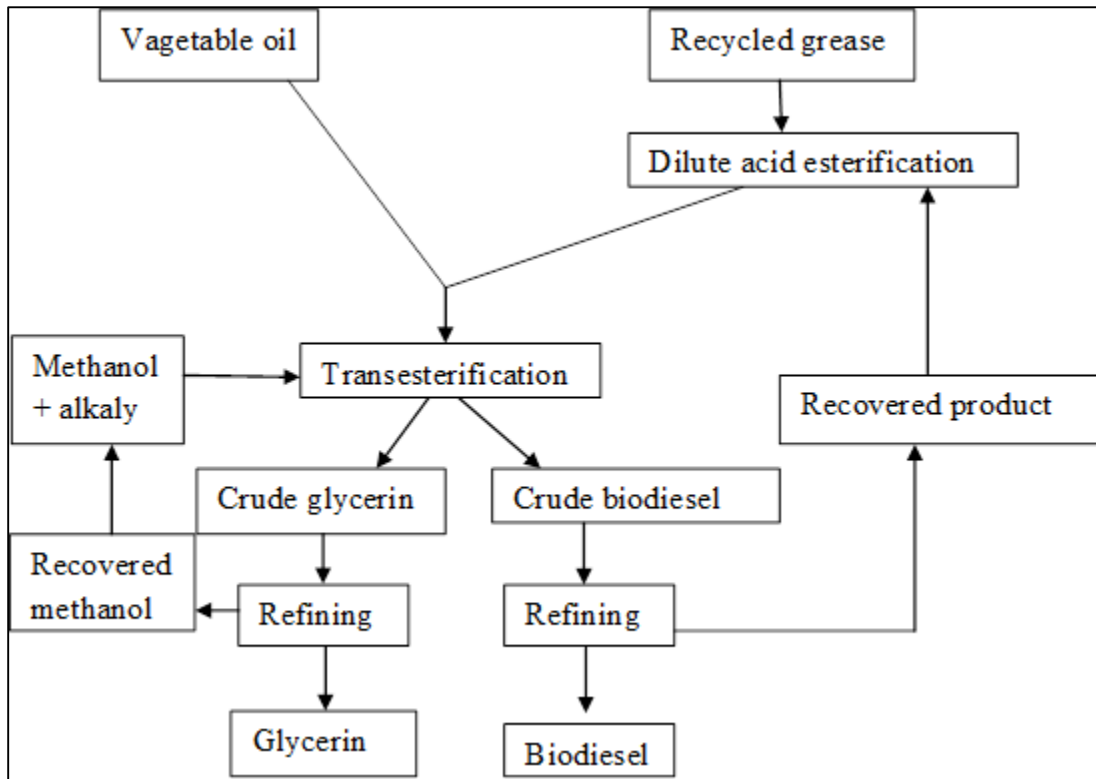 Vagetable oil
Recycled grease
Dilute acid esterification
Methanol
+ alkaly
Transesterification
Recovered product
Crude glycerin
Crude biodiesel
Recovered
methanol
Refining
Refining
Glycerin
Biodiesel